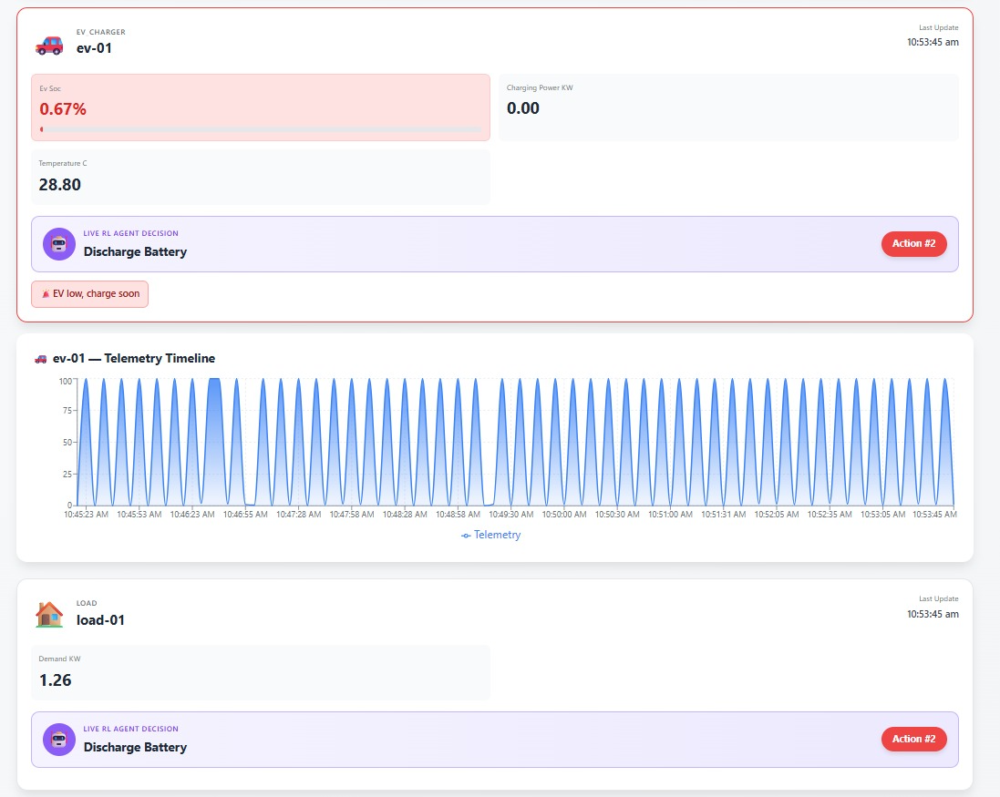 EV_CHARGER
ev-01
Last Update
10:53:45 am
Ev Soc
0.67%
Charging Power KW
0.00
Temperature C
28.80
LIVE RL AGENT DECISION
Discharge Battery
Action #2
EV low, charge soon
ev-01 — Telemetry Timeline
100
75
50
25
0
10:45:23 AM 10:45:53 AM 10:46:23 AM 10:46:55 AM 10:47:28 AM 10:47:58 AM 10:48:28 AM 10:48:58 AM 10:49:30 AM 10:50:00 AM 10:50:30 AM 10:51:00 AM 10:51:31 AM 10:52:05 AM 10:52:35 AM 10:53:05 AM 10:53:45 AM
Telemetry
LOAD
load-01
Last Update
10:53:45 am
Demand KW
1.26
LIVE RL AGENT DECISION
Discharge Battery
Action #2